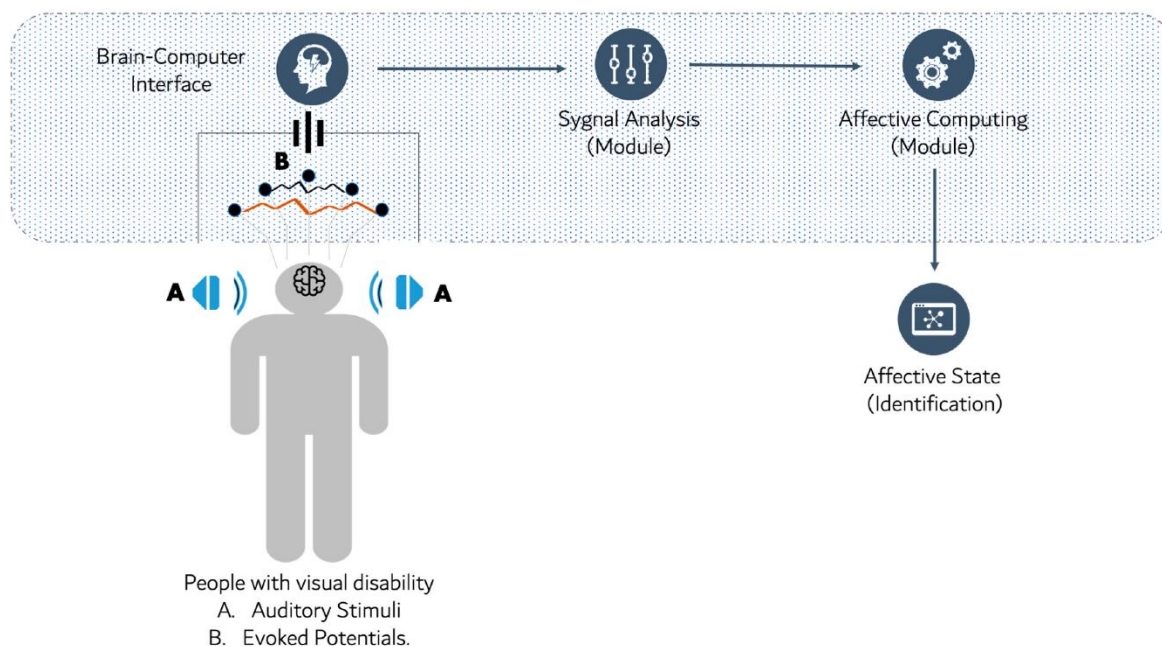 Brain-Computer
Interface
Sygnal Analysis
(Module)
Affective Computing
(Module)
B
A
A
Affective State
(Identification)
People with visual disability
A. Auditory Stimuli
B. Evoked Potentials.